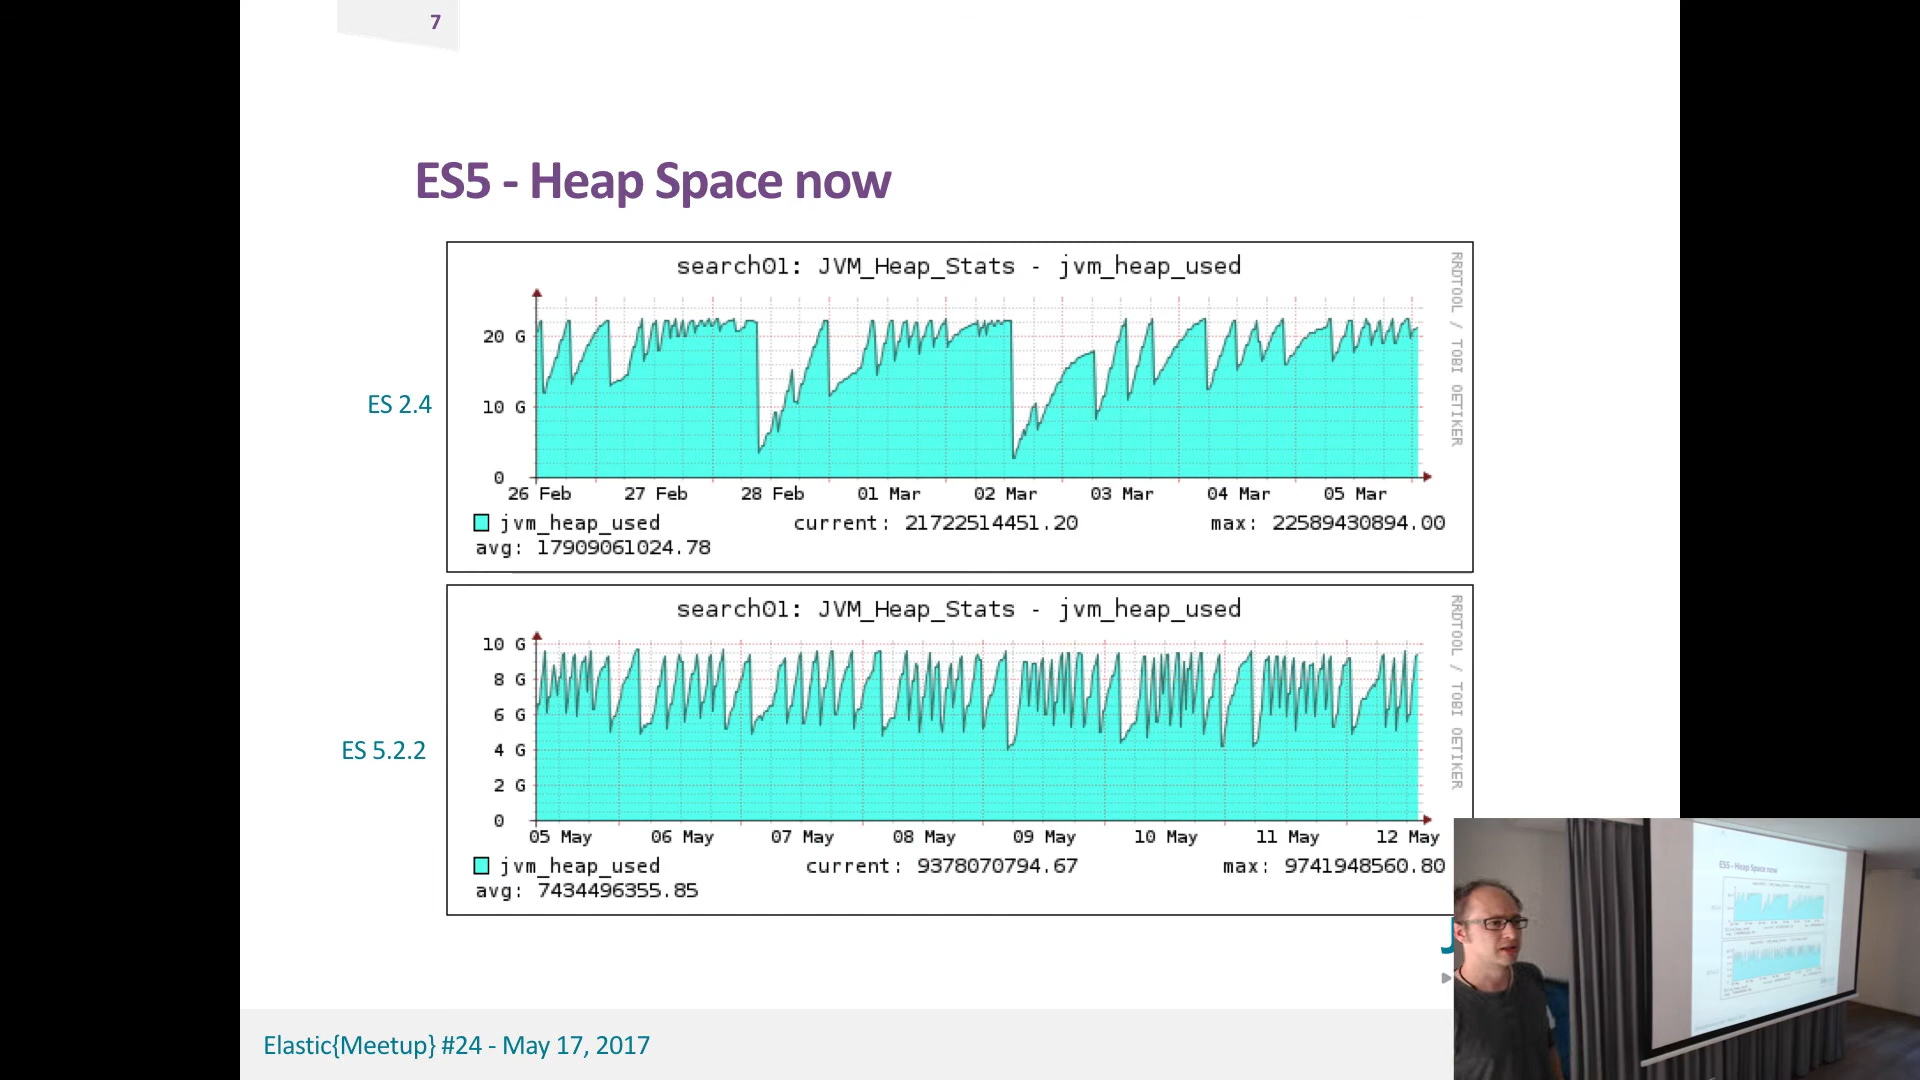 7
ES5 - Heap Space now
ES 2.4
search01: JVM_Heap_Stats - jvm_heap_used
RRDTOOL / TOBI OETIKER
20 G
10 G
0
26 Feb 27 Feb 28 Feb 01 Mar 02 Mar 03 Mar 04 Mar 05 Mar
jvm_heap_used current: 21722514451.20 max: 22589430894.00
avg: 17909061024.78
ES 5.2.2
search01: JVM_Heap_Stats - jvm_heap_used
RRDTOOL / TOBI OETIKER
10 G
8 G
6 G
4 G
2 G
0
05 May 06 May 07 May 08 May 09 May 10 May 11 May 12 May
jvm_heap_used current: 9378070794.67 max: 9741948560.80
avg: 7434496355.85
Elastic{Meetup} #24 - May 17, 2017
ES5 - Heap Space now